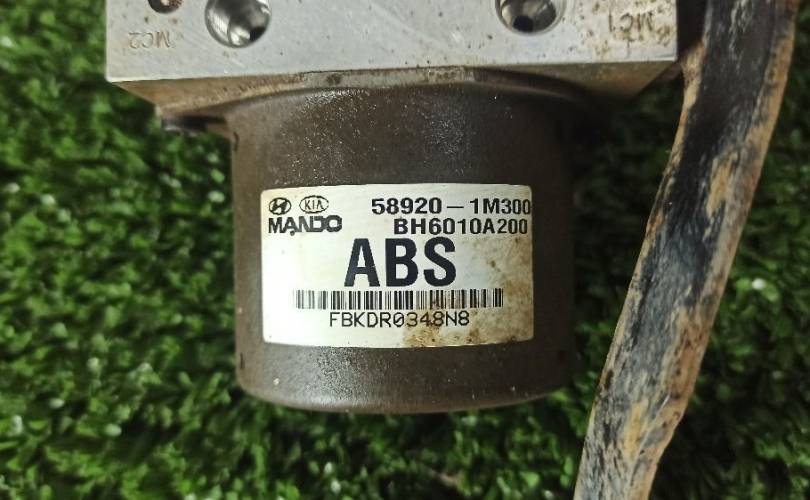 MC2
MC1
KIA 58920-1M300
MANDO BH6010A200
ABS
FBKDR0348N8